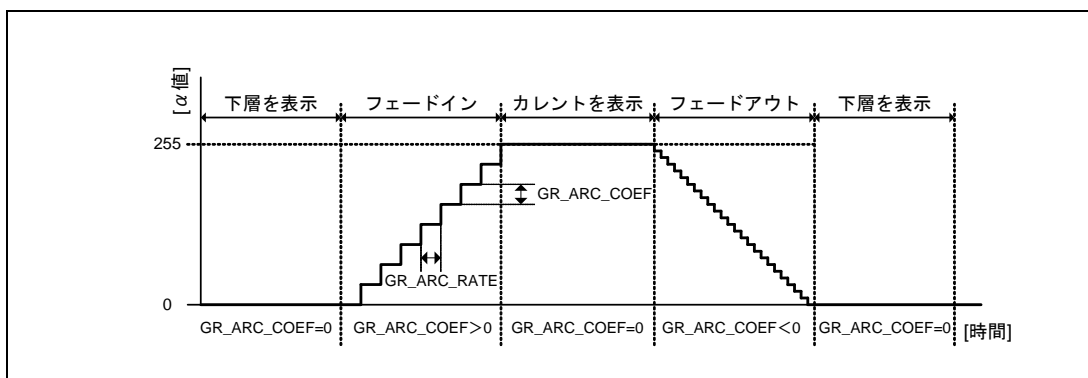 [α値]
下層を表示
フェードイン
カレントを表示
フェードアウト
下層を表示
255
GR_ARC_COEF
GR_ARC_RATE
0
GR_ARC_COEF=0
GR_ARC_COEF＞0
GR_ARC_COEF=0
GR_ARC_COEF＜0
GR_ARC_COEF=0
[時間]